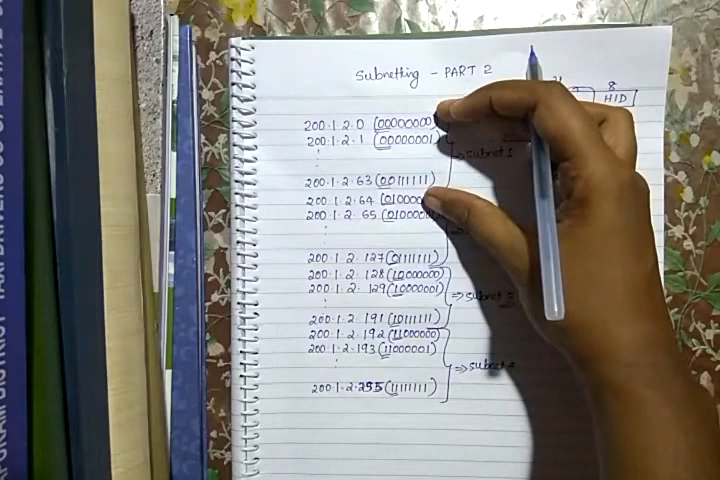 Subnetting - PART 2
8
HID
200.1.2.0 (00000000)
200.1.2.1 (00000001)
⇒ subnet 1
200.1.2.63 (00111111)
200.1.2.64 (010000
200.1.2.65 (01000
200.1.2.127 (01111111)
200.1.2.128 (10000000)
200.1.2.129 (10000001)
⇒ subnet 3
200.1.2.191 (10111111)
200.1.2.192 (11000000)
200.1.2.193 (11000001)
⇒ subnet 4
200.1.2.255 (11111111)